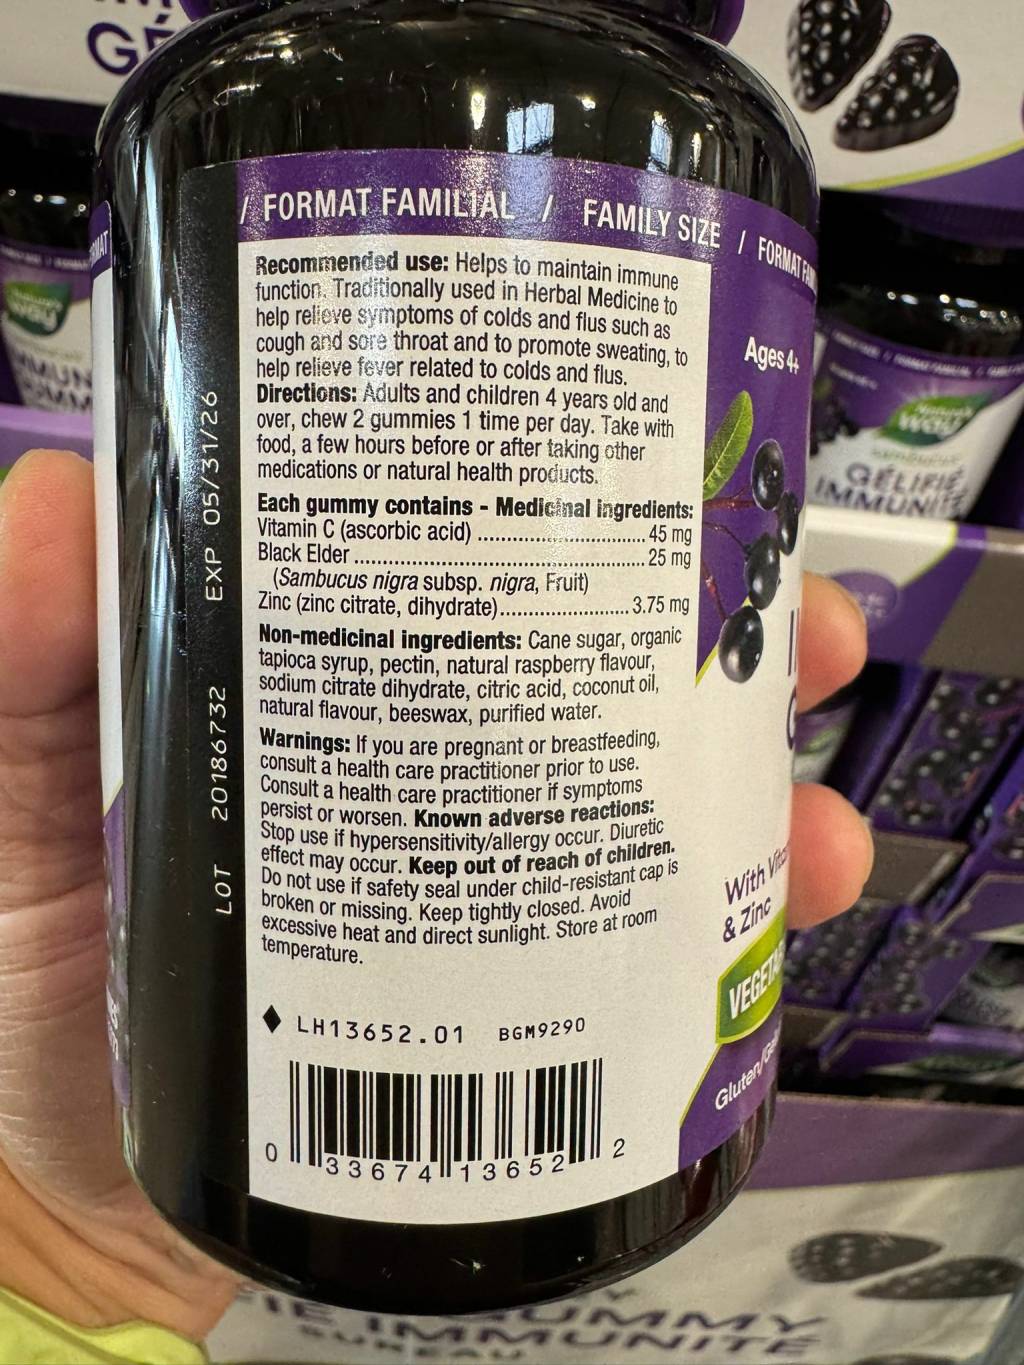 / FORMAT FAMILIAL / FAMILY SIZE / FORMAT
Recommended use: Helps to maintain immune
function. Traditionally used in Herbal Medicine to
help relieve symptoms of colds and flus such as
cough and sore throat and to promote sweating, to
help relieve fever related to colds and flus.
Directions: Adults and children 4 years old and
over, chew 2 gummies 1 time per day. Take with
food, a few hours before or after taking other
medications or natural health products.
Each gummy contains - Medicinal ingredients:
Vitamin C (ascorbic acid) ........................ 45 mg
Black Elder .......................................... 25 mg
(Sambucus nigra subsp. nigra, Fruit)
Zinc (zinc citrate, dihydrate)................... 3.75 mg
Non-medicinal ingredients: Cane sugar, organic
tapioca syrup, pectin, natural raspberry flavour,
sodium citrate dihydrate, citric acid, coconut oil,
natural flavour, beeswax, purified water.
Warnings: If you are pregnant or breastfeeding,
consult a health care practitioner prior to use.
Consult a health care practitioner if symptoms
persist or worsen. Known adverse reactions:
Stop use if hypersensitivity/allergy occur. Diuretic
effect may occur. Keep out of reach of children.
Do not use if safety seal under child-resistant cap is
broken or missing. Keep tightly closed. Avoid
excessive heat and direct sunlight. Store at room
temperature.
LH13652.01 BGM9290
0 33674 13652 2
LOT 20186732 EXP 05/31/26
Ages 4+
With
& Zinc
Gluten/
Nature's
way
GÉLIFIÉ
IMMUNITÉ
GUMMY
IMMUNITÉ
SUREAU